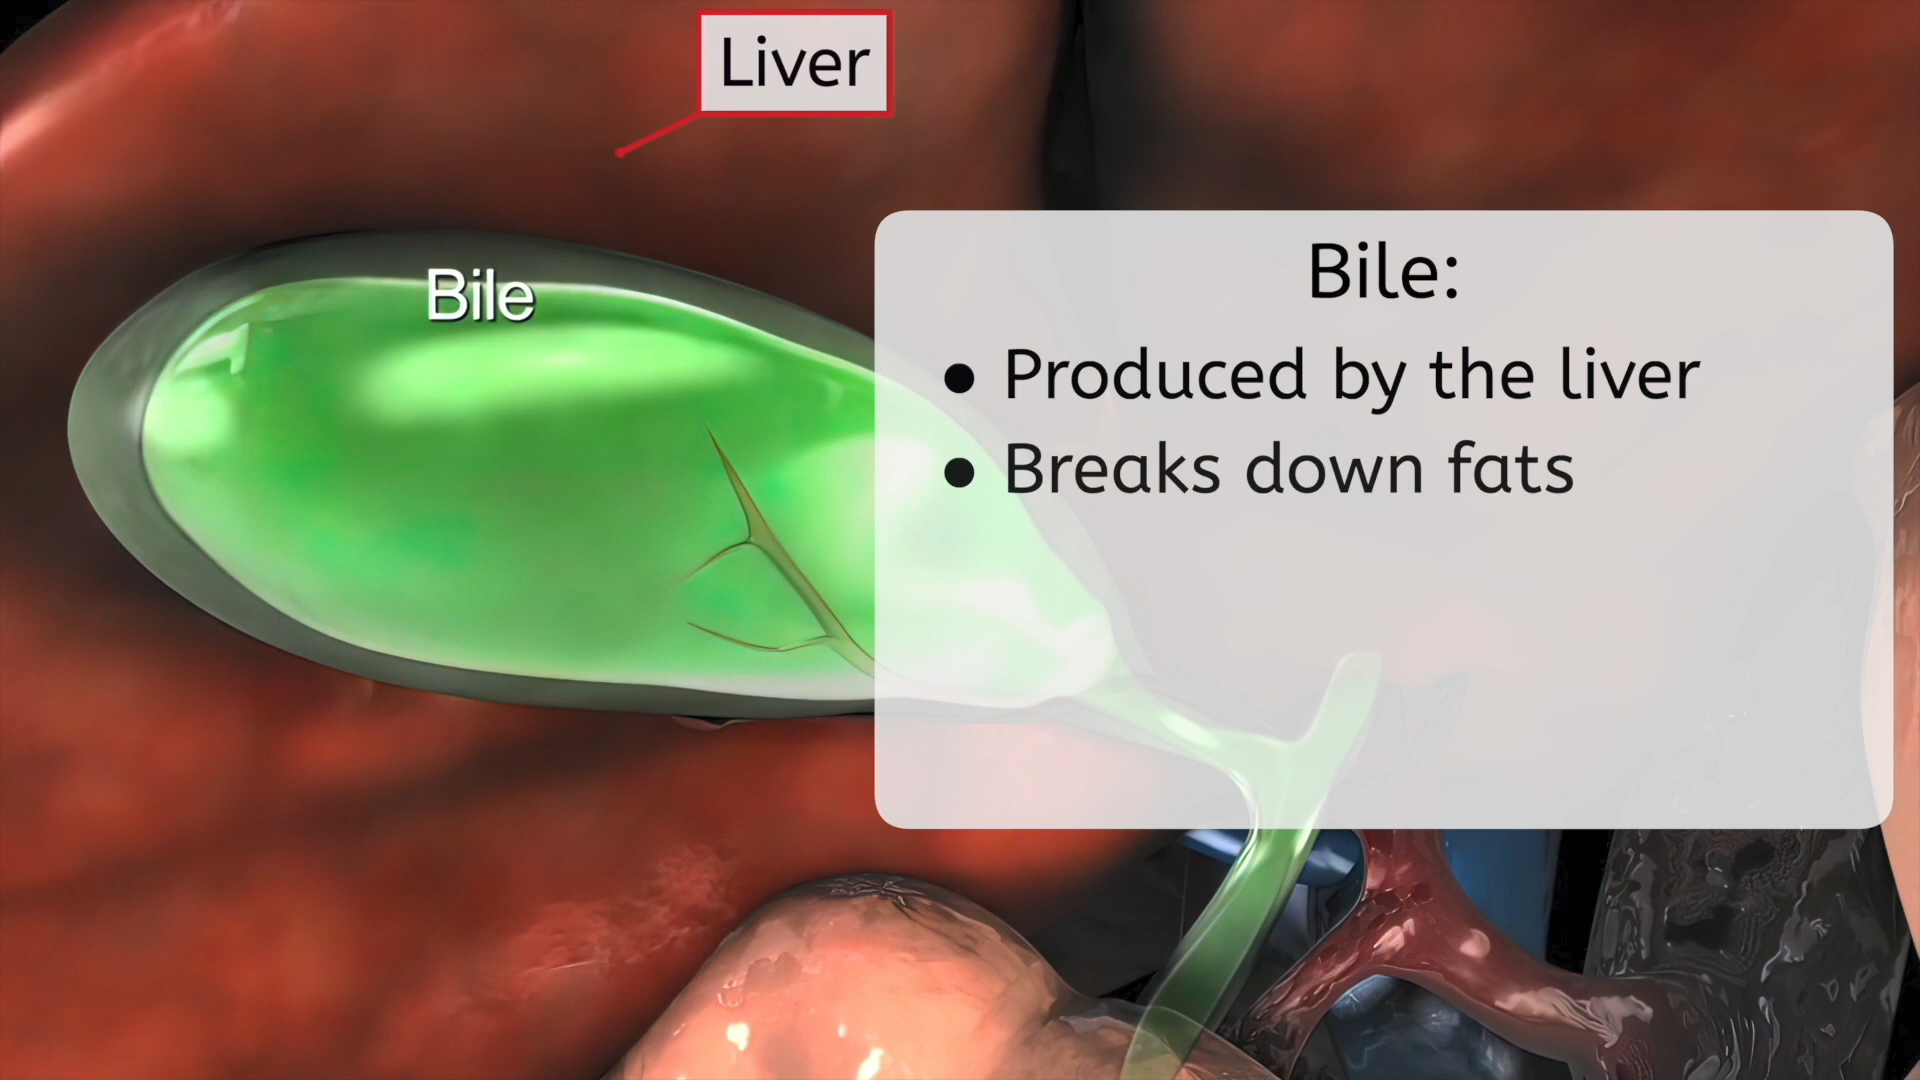 Liver
Bile
Bile:
• Produced by the liver
• Breaks down fats